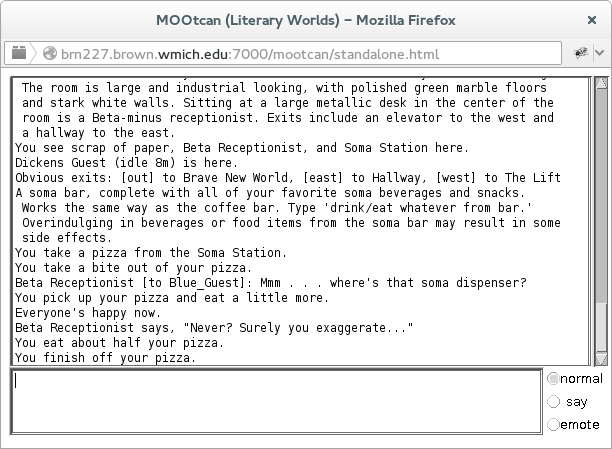 MOOtcan (Literary Worlds) – Mozilla Firefox
brn227.brown.wmich.edu:7000/mootcan/standalone.html
The room is large and industrial looking, with polished green marble floors
and stark white walls. Sitting at a large metallic desk in the center of the
room is a Beta-minus receptionist. Exits include an elevator to the west and
a hallway to the east.
You see scrap of paper, Beta Receptionist, and Soma Station here.
Dickens Guest (idle 8m) is here.
Obvious exits: [out] to Brave New World, [east] to Hallway, [west] to The Lift
A soma bar, complete with all of your favorite soma beverages and snacks.
Works the same way as the coffee bar. Type 'drink/eat whatever from bar.'
Overindulging in beverages or food items from the soma bar may result in some
side effects.
You take a pizza from the Soma Station.
You take a bite out of your pizza.
Beta Receptionist [to Blue_Guest]: Mmm . . . where's that soma dispenser?
You pick up your pizza and eat a little more.
Everyone's happy now.
Beta Receptionist says, "Never? Surely you exaggerate..."
You eat about half your pizza.
You finish off your pizza.
normal
say
emote